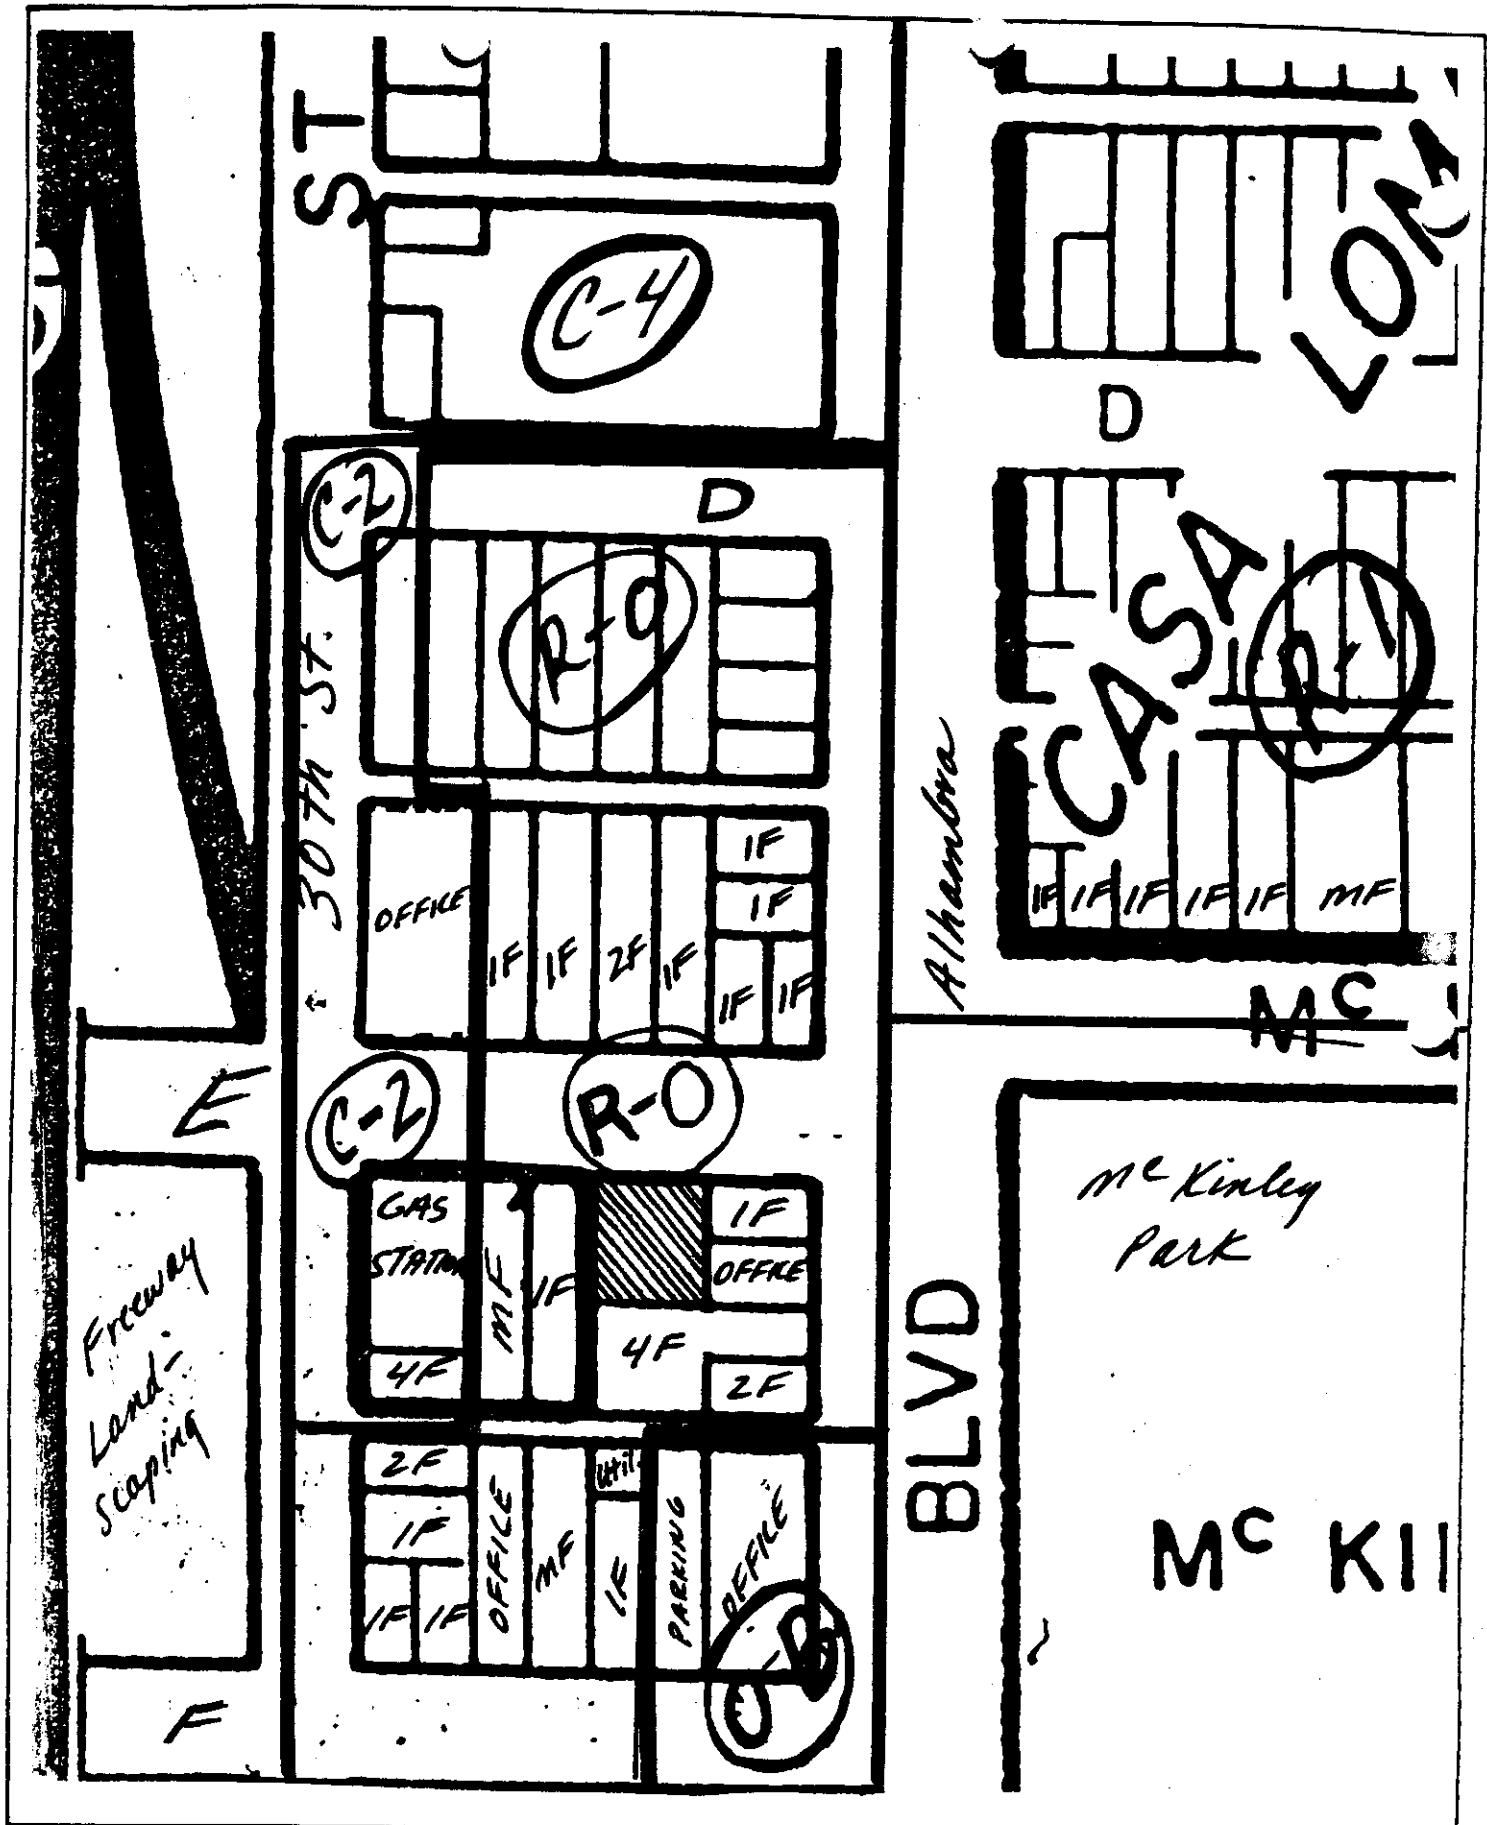 ST
C-4
LOMA
D
C-2
D
R-O
CASA
R-1
30TH ST.
Alhambra
OFFICE
1F
1F
2F
1F
1F
1F
1F
1F
1F
1F
1F
1F
1F
MF
Mc
E
C-2
R-O
McKinley
Park
GAS
STATION
MF
1F
1F
OFFICE
4F
4F
2F
BLVD
Freeway
Land-
scaping
2F
1F
1F
1F
OFFICE
MF
Util.
1F
PARKING
OFFICE
Mc KI
F